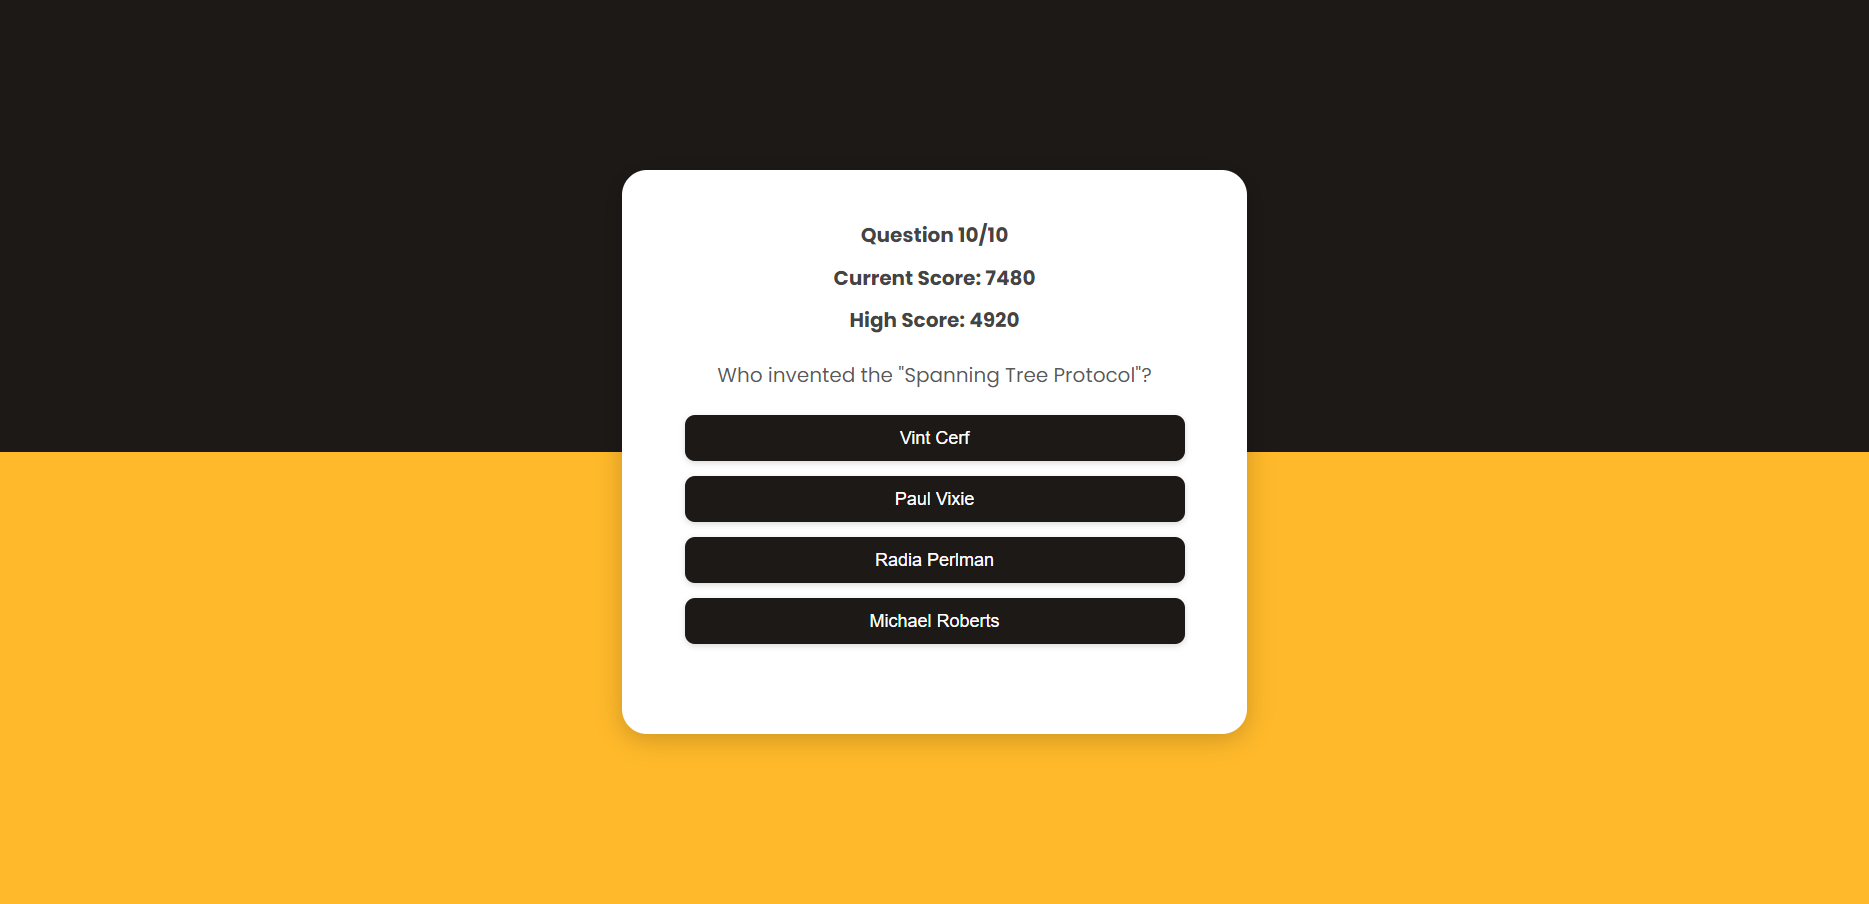 Question 10/10
Current Score: 7480
High Score: 4920
Who invented the "Spanning Tree Protocol"?
Vint Cerf
Paul Vixie
Radia Perlman
Michael Roberts